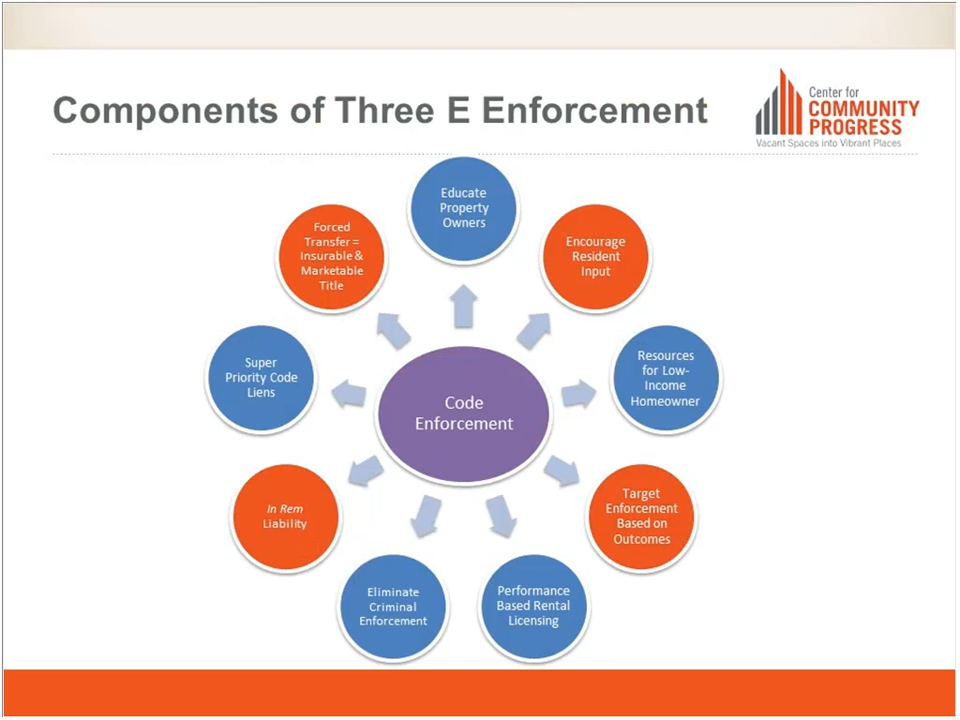 Components of Three E Enforcement
Center for
COMMUNITY
PROGRESS
Vacant Spaces into Vibrant Places
Educate
Property
Owners
Encourage
Resident
Input
Resources
for Low-
Income
Homeowner
Target
Enforcement
Based on
Outcomes
Performance
Based Rental
Licensing
Eliminate
Criminal
Enforcement
In Rem
Liability
Super
Priority Code
Liens
Forced
Transfer =
Insurable &
Marketable
Title
Code
Enforcement